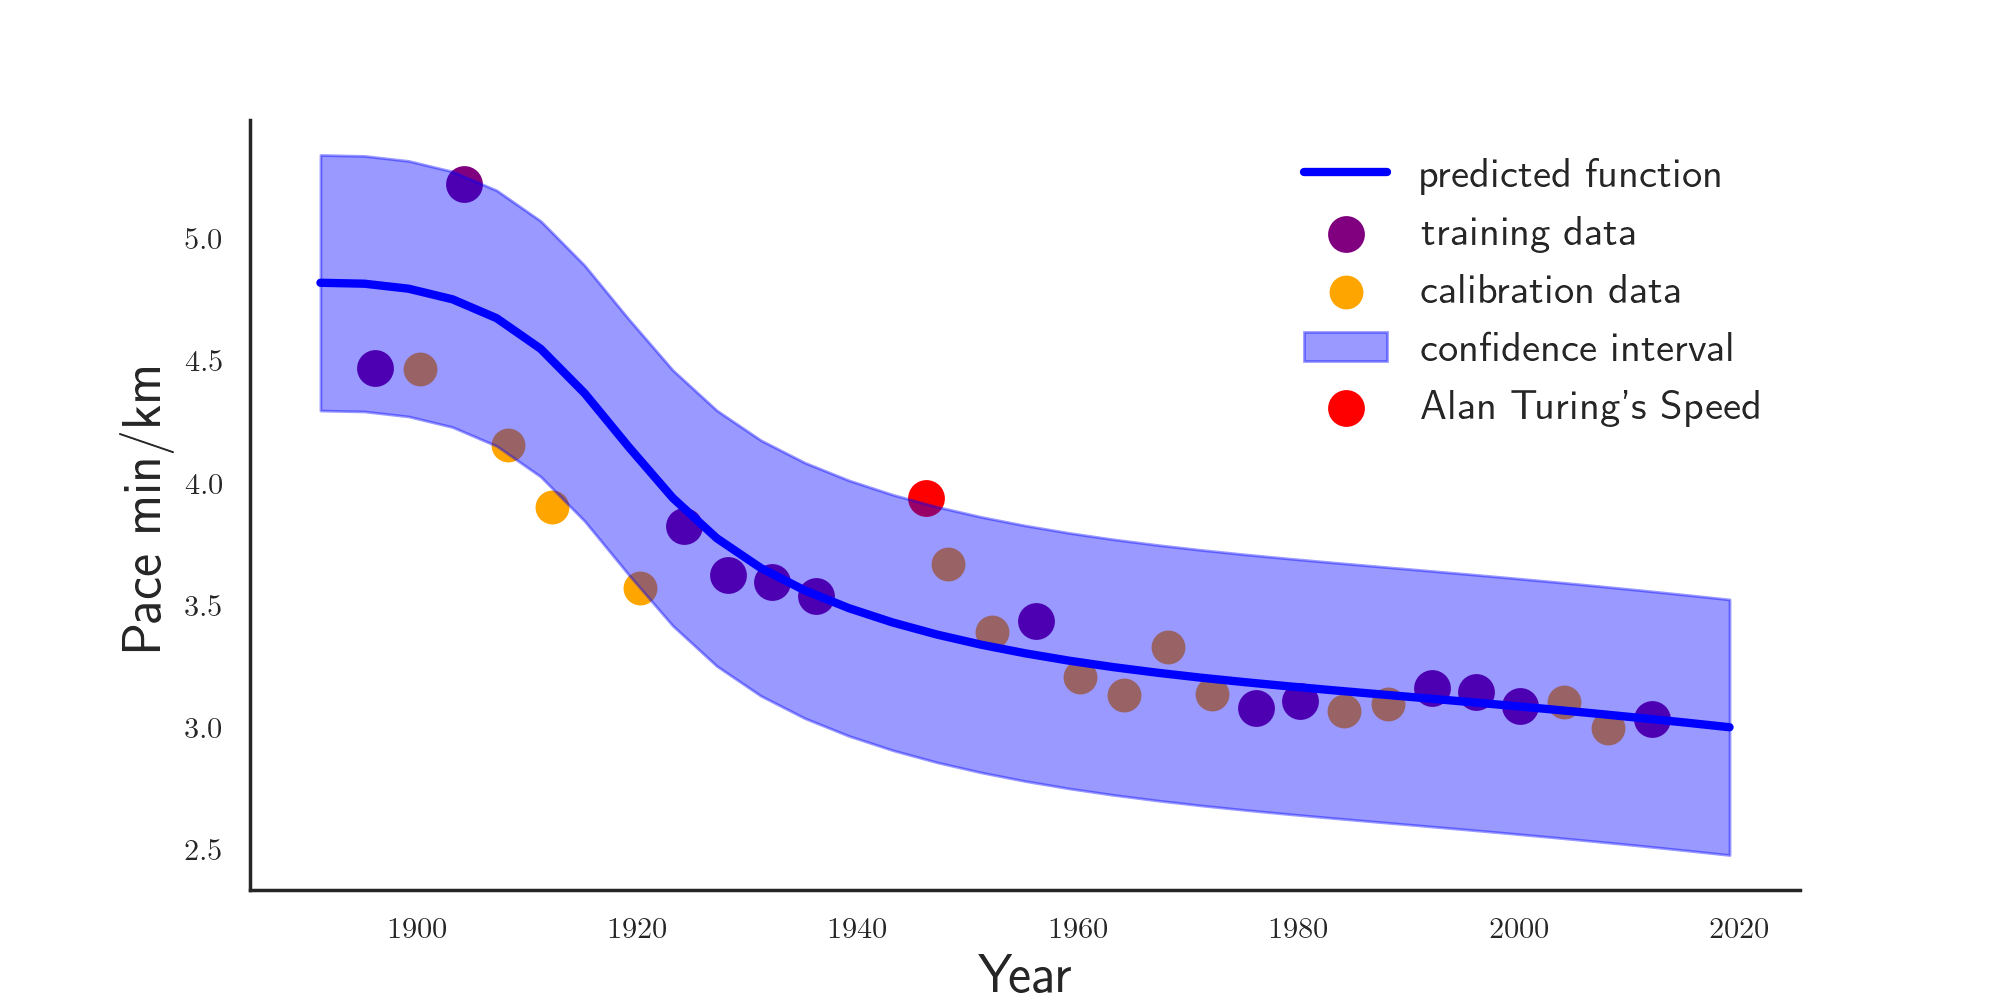 predicted function
training data
calibration data
confidence interval
Alan Turing's Speed
Pace min/km
5.0
4.5
4.0
3.5
3.0
2.5
1900 1920 1940 1960 1980 2000 2020
Year